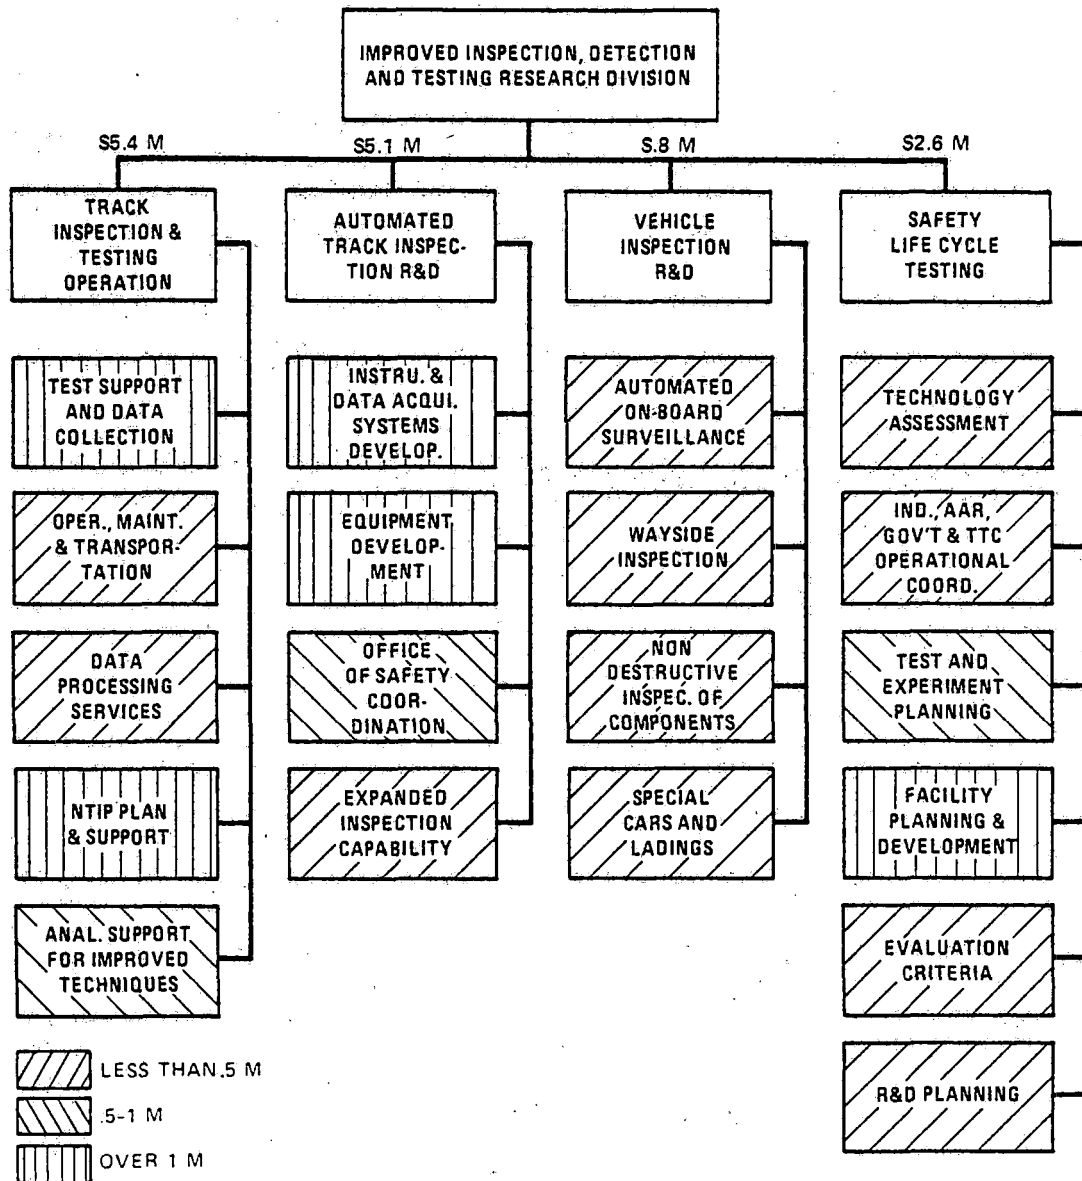 IMPROVED INSPECTION, DETECTION
AND TESTING RESEARCH DIVISION
S5.4 M
S5.1 M
S.8 M
S2.6 M
TRACK
INSPECTION &
TESTING
OPERATION
AUTOMATED
TRACK INSPEC-
TION R&D
VEHICLE
INSPECTION
R&D
SAFETY
LIFE CYCLE
TESTING
TEST SUPPORT
AND DATA
COLLECTION
INSTRU. &
DATA ACQUI.
SYSTEMS
DEVELOP.
AUTOMATED
ON-BOARD
SURVEILLANCE
TECHNOLOGY
ASSESSMENT
OPER., MAINT.
& TRANSPOR-
TATION
EQUIPMENT
DEVELOP-
MENT
WAYSIDE
INSPECTION
IND., AAR,
GOV'T & TTC
OPERATIONAL
COORD.
DATA
PROCESSING
SERVICES
OFFICE
OF SAFETY
COOR-
DINATION
NON
DESTRUCTIVE
INSPEC. OF
COMPONENTS
TEST AND
EXPERIMENT
PLANNING
NTIP PLAN
& SUPPORT
EXPANDED
INSPECTION
CAPABILITY
SPECIAL
CARS AND
LADINGS
FACILITY
PLANNING &
DEVELOPMENT
ANAL. SUPPORT
FOR IMPROVED
TECHNIQUES
EVALUATION
CRITERIA
R&D PLANNING
LESS THAN .5 M
.5-1 M
OVER 1 M